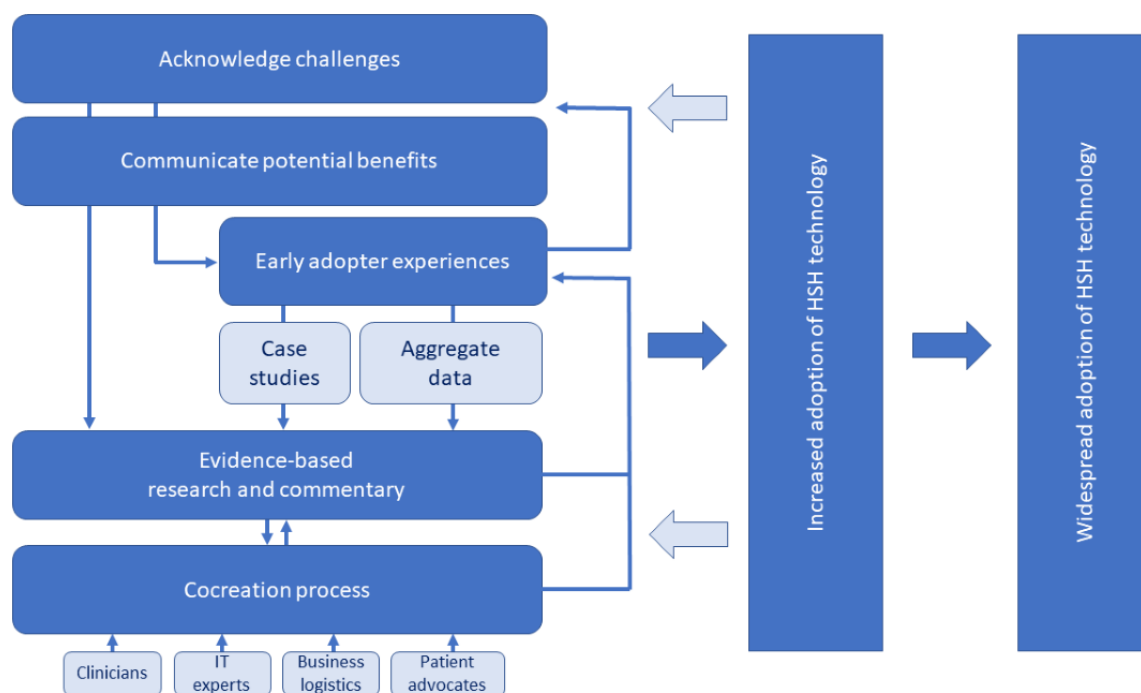 Acknowledge challenges
Communicate potential benefits
Early adopter experiences
Case
studies
Aggregate
data
Evidence-based
research and commentary
Cocreation process
Clinicians
IT
experts
Business
logistics
Patient
advocates
Increased adoption of HSH technology
Widespread adoption of HSH technology